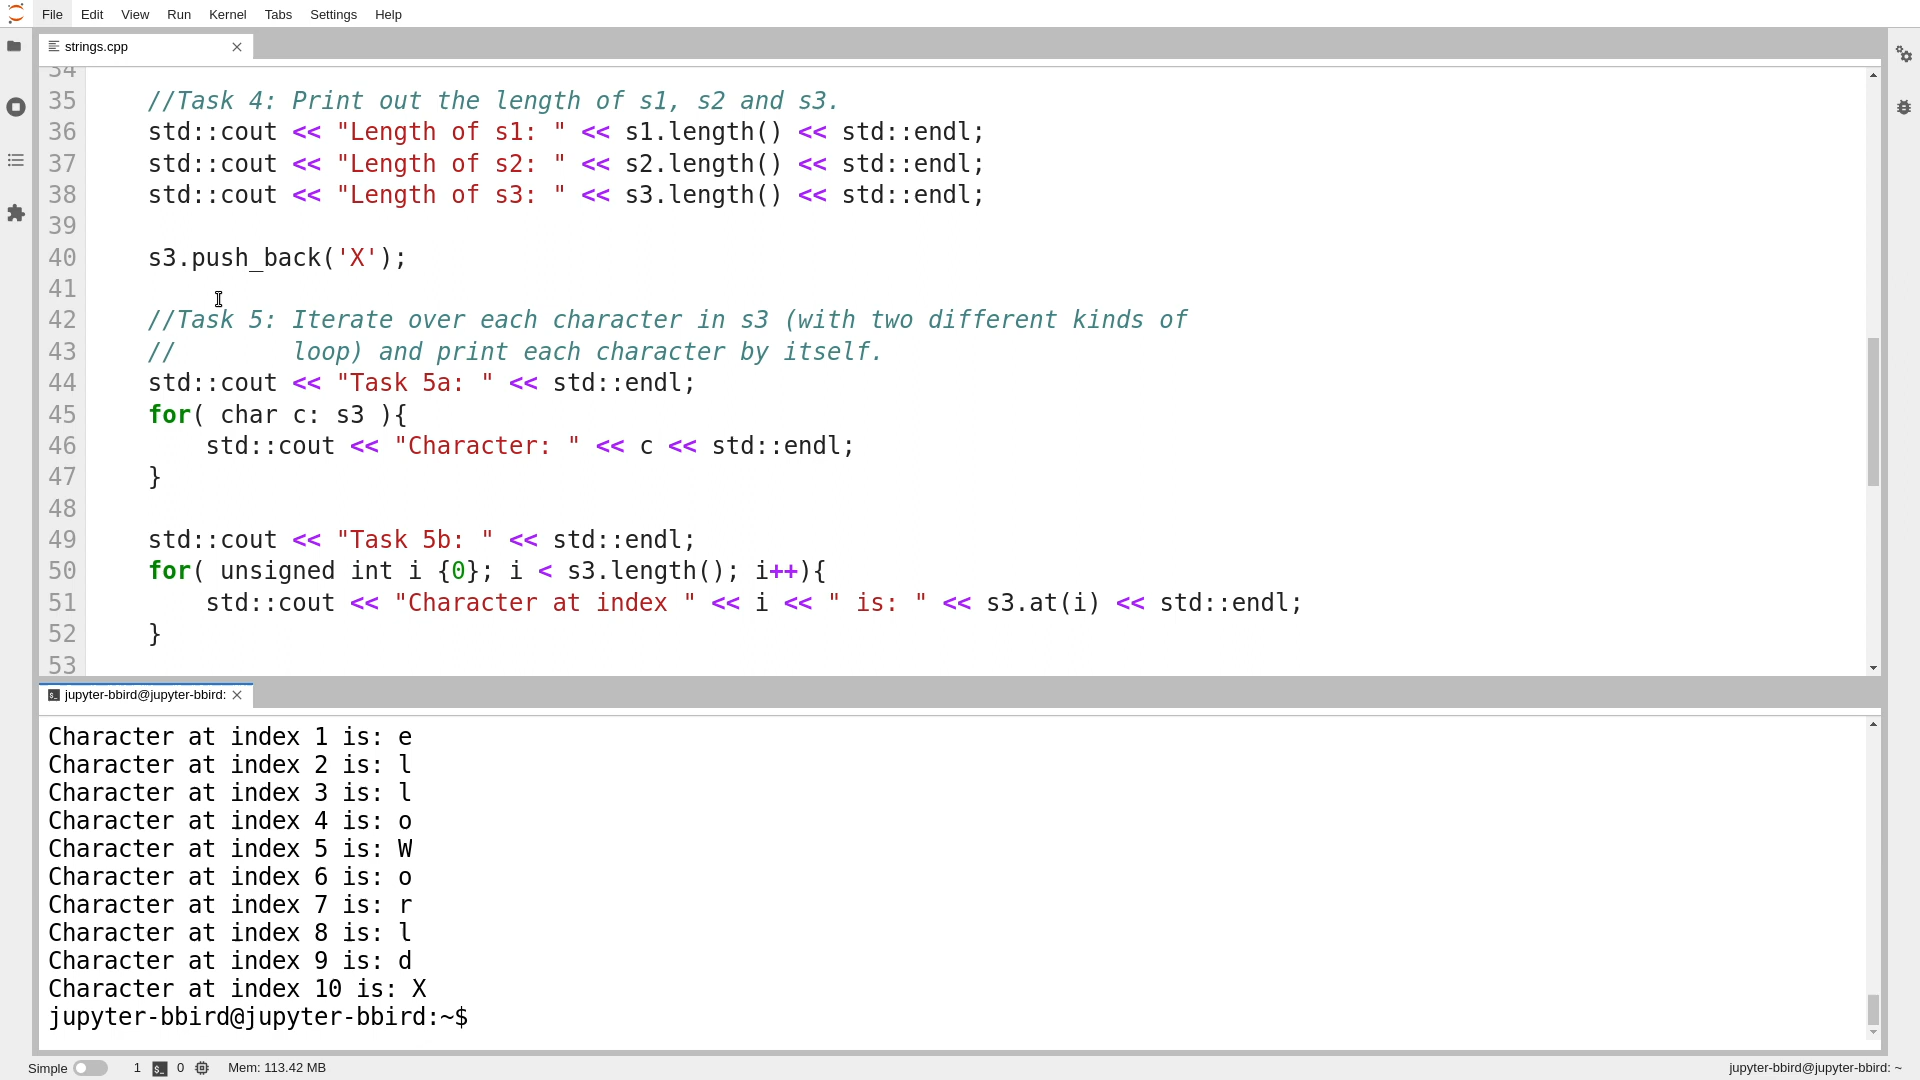 File Edit View Run Kernel Tabs Settings Help
strings.cpp
34
35 //Task 4: Print out the length of s1, s2 and s3.
36 std::cout << "Length of s1: " << s1.length() << std::endl;
37 std::cout << "Length of s2: " << s2.length() << std::endl;
38 std::cout << "Length of s3: " << s3.length() << std::endl;
39
40 s3.push_back('X');
41
42 //Task 5: Iterate over each character in s3 (with two different kinds of
43 // loop) and print each character by itself.
44 std::cout << "Task 5a: " << std::endl;
45 for( char c: s3 ){
46 std::cout << "Character: " << c << std::endl;
47 }
48
49 std::cout << "Task 5b: " << std::endl;
50 for( unsigned int i {0}; i < s3.length(); i++){
51 std::cout << "Character at index " << i << " is: " << s3.at(i) << std::endl;
52 }
53
jupyter-bbird@jupyter-bbird:
Character at index 1 is: e
Character at index 2 is: l
Character at index 3 is: l
Character at index 4 is: o
Character at index 5 is: W
Character at index 6 is: o
Character at index 7 is: r
Character at index 8 is: l
Character at index 9 is: d
Character at index 10 is: X
jupyter-bbird@jupyter-bbird:~$
Simple 1 $_ 0 Mem: 113.42 MB jupyter-bbird@jupyter-bbird: ~